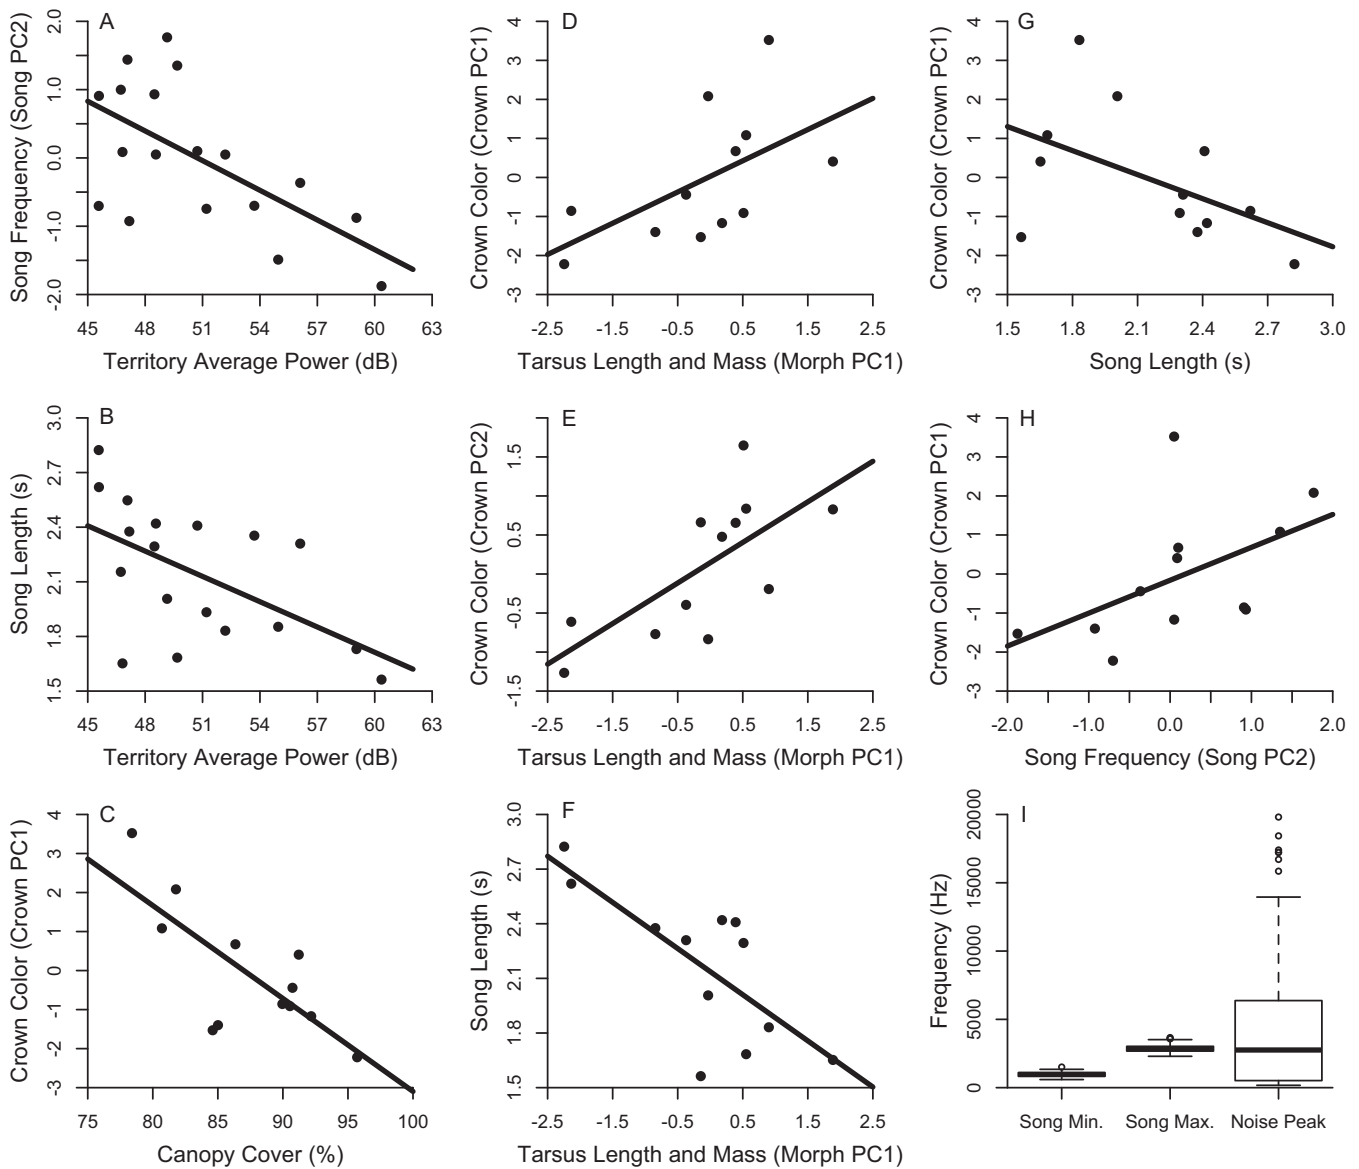 A
Song Frequency (Song PC2)
2.0
1.0
0.0
-1.0
-2.0
45 48 51 54 57 60 63
Territory Average Power (dB)
D
Crown Color (Crown PC1)
4
3
2
1
0
-1
-2
-3
-2.5 -1.5 -0.5 0.5 1.5 2.5
Tarsus Length and Mass (Morph PC1)
G
Crown Color (Crown PC1)
4
3
2
1
0
-1
-2
-3
1.5 1.8 2.1 2.4 2.7 3.0
Song Length (s)
B
Song Length (s)
3.0
2.7
2.4
2.1
1.8
1.5
45 48 51 54 57 60 63
Territory Average Power (dB)
E
Crown Color (Crown PC2)
1.5
0.5
-0.5
-1.5
-2.5 -1.5 -0.5 0.5 1.5 2.5
Tarsus Length and Mass (Morph PC1)
H
Crown Color (Crown PC1)
4
3
2
1
0
-1
-2
-3
-2.0 -1.0 0.0 1.0 2.0
Song Frequency (Song PC2)
C
Crown Color (Crown PC1)
4
3
2
1
0
-1
-2
-3
75 80 85 90 95 100
Canopy Cover (%)
F
Song Length (s)
3.0
2.7
2.4
2.1
1.8
1.5
-2.5 -1.5 -0.5 0.5 1.5 2.5
Tarsus Length and Mass (Morph PC1)
I
Frequency (Hz)
20000
15000
10000
5000
0
Song Min. Song Max. Noise Peak